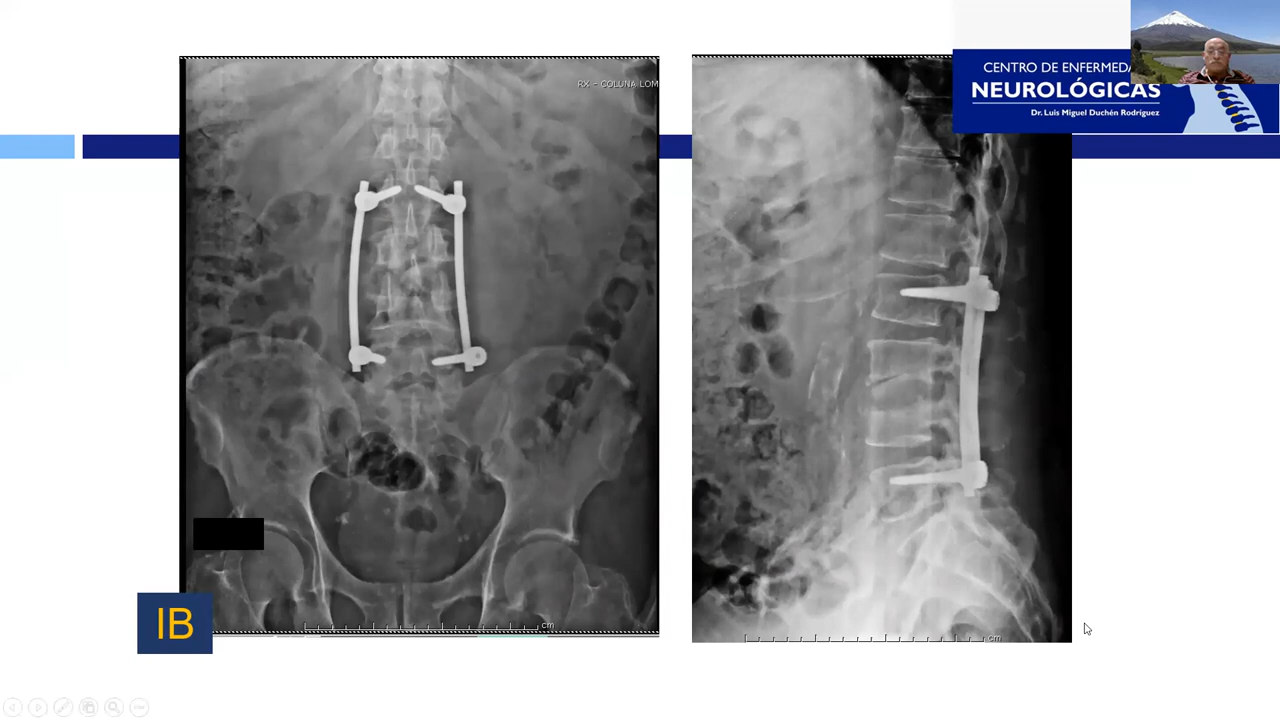 RX - COLUNA LOM
CENTRO DE ENFERMEDA
NEUROLÓGICAS
Dr. Luis Miguel Duchén Rodríguez
IB
cm
cm